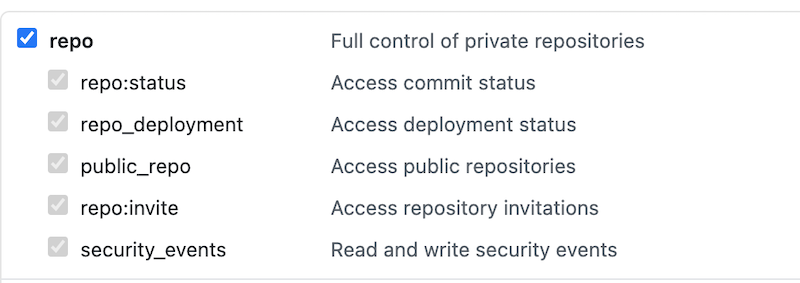 repo Full control of private repositories
repo:status Access commit status
repo_deployment Access deployment status
public_repo Access public repositories
repo:invite Access repository invitations
security_events Read and write security events